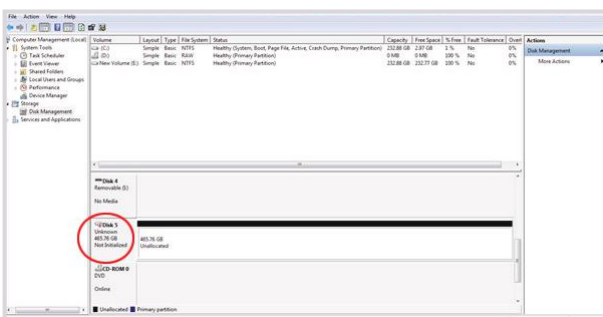 File Action View Help
Computer Management (Local)
System Tools
Task Scheduler
Event Viewer
Shared Folders
Local Users and Groups
Performance
Device Manager
Storage
Disk Management
Services and Applications
Volume Layout Type File System Status Capacity Free Space % Free Fault Tolerance Overl
(C:) Simple Basic NTFS Healthy (System, Boot, Page File, Active, Crash Dump, Primary Partition) 232.88 GB 2.97 GB 1 % No 0%
(D:) Simple Basic RAW Healthy (Primary Partition) 0 MB 0 MB 100 % No 0%
New Volume (E:) Simple Basic NTFS Healthy (Primary Partition) 232.88 GB 232.77 GB 100 % No 0%
Actions
Disk Management
More Actions
Disk 4
Removable
No Media
Disk 5
Unknown
465.76 GB
Not Initialized
465.76 GB
Unallocated
CD-ROM 0
DVD
Online
Unallocated Primary partition